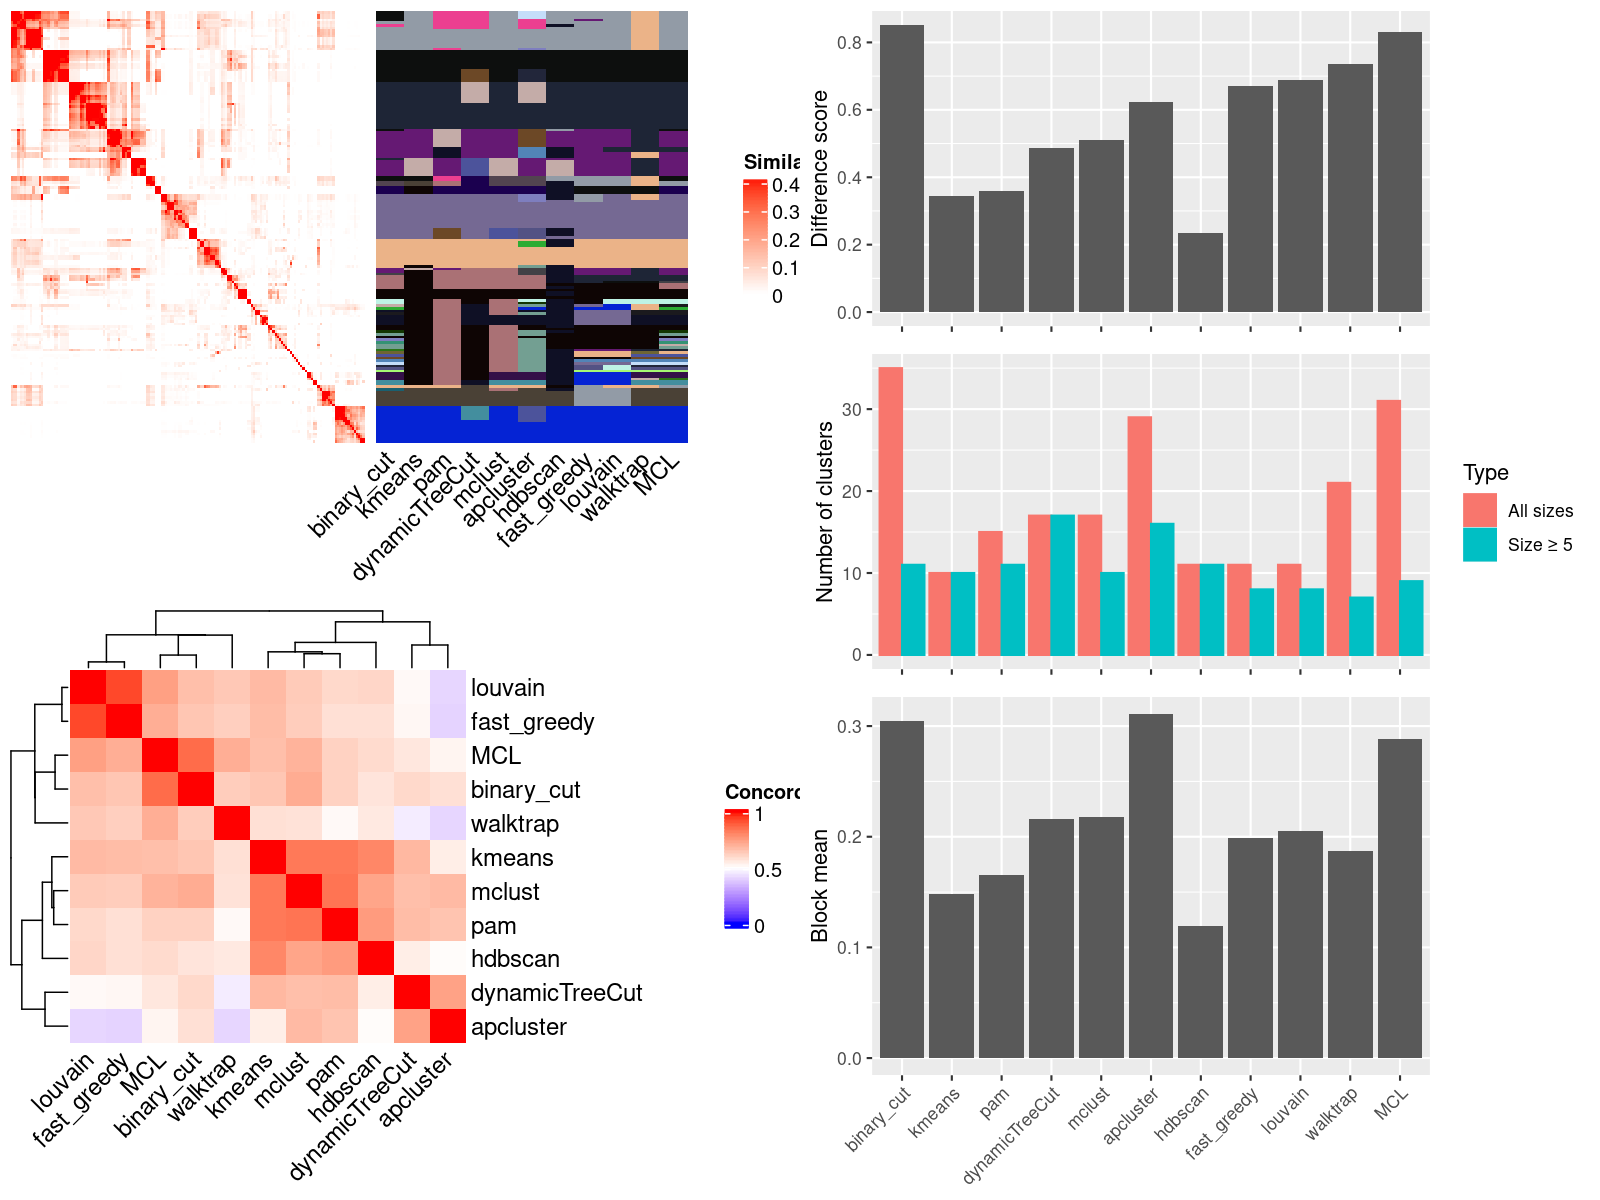 Simila
0.4
0.3
0.2
0.1
0
binary_cut
kmeans
pam
dynamicTreeCut
mclust
apcluster
hdbscan
fast_greedy
louvain
walktrap
MCL
louvain
fast_greedy
MCL
binary_cut
walktrap
kmeans
mclust
pam
hdbscan
dynamicTreeCut
apcluster
louvain
fast_greedy
MCL
binary_cut
walktrap
kmeans
mclust
pam
hdbscan
dynamicTreeCut
apcluster
Concord
1
0.5
0
Difference score
0.8
0.6
0.4
0.2
0.0
Number of clusters
30
20
10
0
Type
All sizes
Size ≥ 5
Block mean
0.3
0.2
0.1
0.0
binary_cut
kmeans
pam
dynamicTreeCut
mclust
apcluster
hdbscan
fast_greedy
louvain
walktrap
MCL